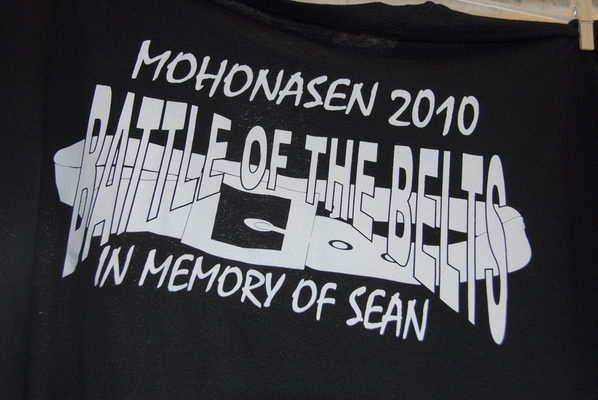 MOHONASEN 2010
BATTLE OF THE BELTS
IN MEMORY OF SEAN